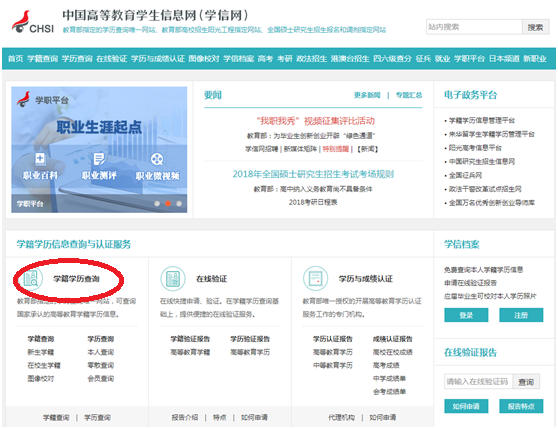 中国高等教育学生信息网(学信网)
CHSI
教育部指定的学历查询唯一网站、教育部高校招生阳光工程指定网站、全国硕士研究生招生报名和调剂指定网站
站内搜索
搜索
首页 学籍查询 学历查询 在线验证 学历与成绩认证 图像校对 学信档案 高考 考研 政法招生 港澳台招生 四六级查分 征兵 就业 学职平台 日本频道 新职业
学职平台
职业生涯起点
职业百科
职业测评
职业微视频
学职平台
要闻
更多新闻 | 专题汇总
“我职我秀”视频征集评比活动
教育部:为毕业生创新创业开辟“绿色通道”
学信网招聘 | 新媒体矩阵 | 特别提醒 | 【新闻】
2018年全国硕士研究生招生考试考场规则
教育部:高中纳入义务教育尚不具备条件
2018考研日程表
电子政务平台
• 学籍学历信息管理平台
• 来华留学生学籍学历管理平台
• 阳光高考信息平台
• 中国研究生招生信息网
• 全国征兵网
• 政法干警改革试点招生网
• 全国万名优秀创新创业导师库
学籍学历信息查询与认证服务
学籍学历查询
教育部指定的学历查询唯一网站,可查询
国家承认的高等教育学籍学历信息。
学籍查询
学历查询
新生学籍
本人查询
在校生学籍
零散查询
图像校对
会员查询
学籍查询 | 学历查询
在线验证
在线快捷申请、验证。在学籍学历查询基
础上,提供便捷的在线验证服务。
学籍验证报告
学历验证报告
高等教育学籍
高等教育学历
报告介绍 | 特点 | 如何申请
学历与成绩认证
教育部唯一授权的开展高等教育学历认证
服务工作的专门机构。
学历认证报告
成绩认证报告
高等教育学历
高校在校成绩
中等教育学历
高考成绩
中学成绩单
会考成绩单
代理机构 | 如何申请
学信档案
免费查询本人学籍学历信息
申请在线验证报告
应届毕业生可校对本人学历照片
登录
注册
在线验证报告
请输入在线验证码
查询
如何申请
报告特点